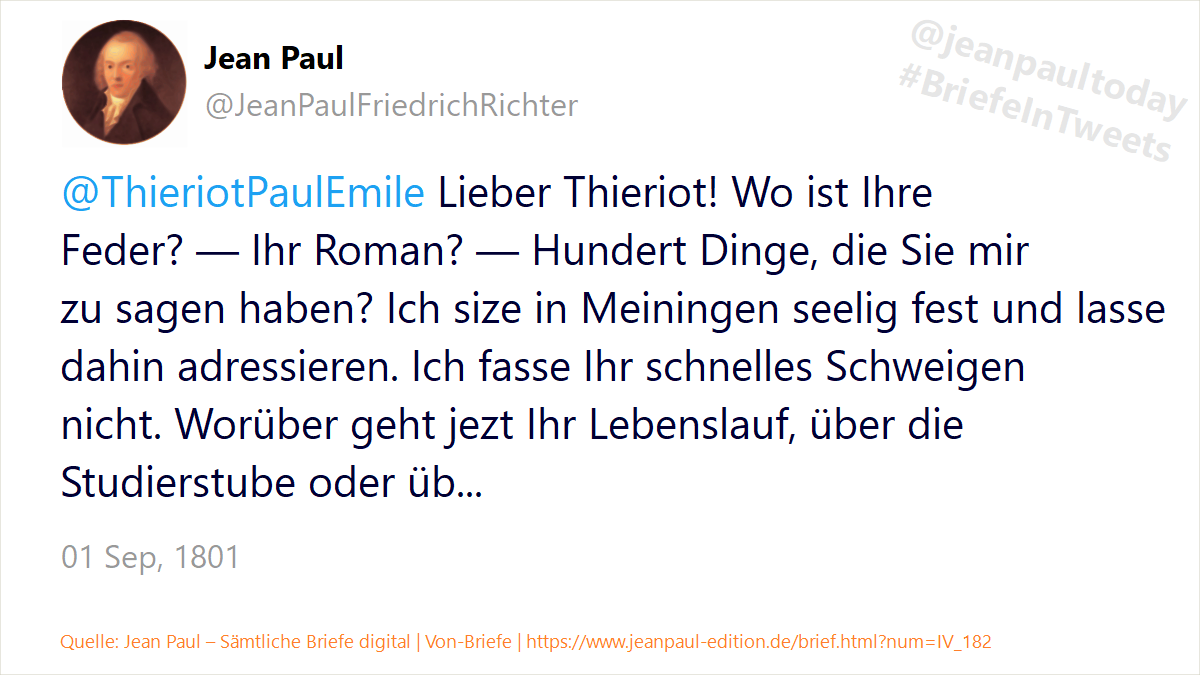 Jean Paul
@JeanPaulFriedrichRichter
@jeanpaultoday
#BriefeInTweets
@ThieriotPaulEmile Lieber Thieriot! Wo ist Ihre
Feder? — Ihr Roman? — Hundert Dinge, die Sie mir
zu sagen haben? Ich size in Meiningen seelig fest und lasse
dahin adressieren. Ich fasse Ihr schnelles Schweigen
nicht. Worüber geht jezt Ihr Lebenslauf, über die
Studierstube oder üb...
01 Sep, 1801
Quelle: Jean Paul – Sämtliche Briefe digital | Von-Briefe | https://www.jeanpaul-edition.de/brief.html?num=IV_182